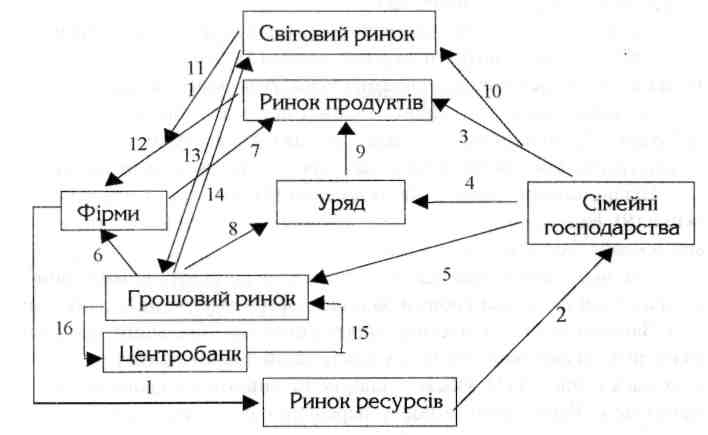 Світовий ринок
11
1
10
Ринок продуктів
12
13
7
9
3
14
4
Фірми
Уряд
Сімейні
господарства
6
8
5
Грошовий ринок
16
15
2
Центробанк
1
Ринок ресурсів